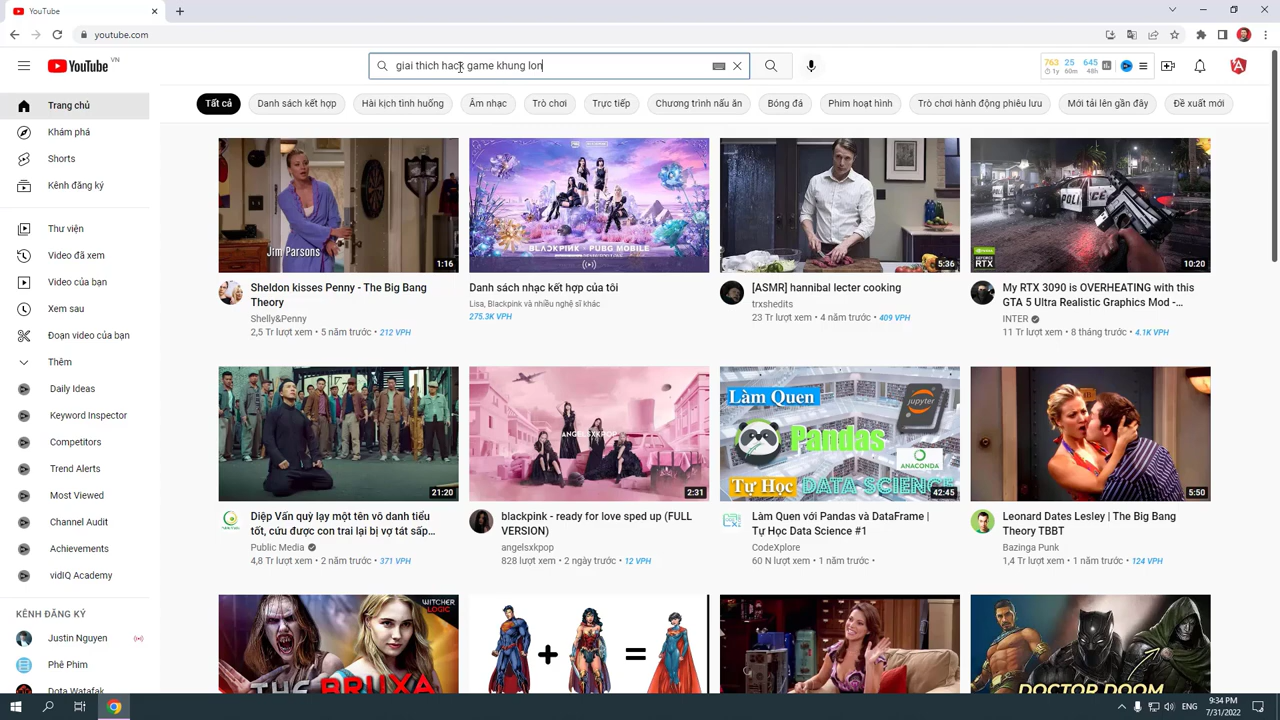 YouTube
youtube.com
YouTube VN
giai thich hack game khung lon
763 25 645
1y 60m 48h
Trang chủ
Khám phá
Shorts
Kênh đăng ký
Thư viện
Video đã xem
Video của bạn
Xem sau
Đoạn video của bạn
Thêm
Daily Ideas
Keyword Inspector
Competitors
Trend Alerts
Most Viewed
Channel Audit
Achievements
vidIQ Academy
KÊNH ĐĂNG KÝ
Justin Nguyen
Phê Phim
Dota Watafak
Tất cả
Danh sách kết hợp
Hài kịch tình huống
Âm nhạc
Trò chơi
Trực tiếp
Chương trình nấu ăn
Bóng đá
Phim hoạt hình
Trò chơi hành động phiêu lưu
Mới tải lên gần đây
Đề xuất mới
Jim Parsons
1:16
Sheldon kisses Penny - The Big Bang
Theory
Shelly&Penny
2,5 Tr lượt xem • 5 năm trước • 212 VPH
BLACKPINK PUBG MOBILE
Danh sách nhạc kết hợp của tôi
Lisa, Blackpink và nhiều nghệ sĩ khác
275.3K VPH
5:36
[ASMR] hannibal lecter cooking
trxshedits
23 Tr lượt xem • 4 năm trước • 409 VPH
POLICE
GEFORCE
RTX
10:20
My RTX 3090 is OVERHEATING with this
GTA 5 Ultra Realistic Graphics Mod -...
INTER
11 Tr lượt xem • 8 tháng trước • 4.1K VPH
21:20
Diệp Vấn quỳ lạy một tên vô danh tiểu
tốt, cứu được con trai lại bị vợ tát sấp...
Public Media
4,8 Tr lượt xem • 2 năm trước • 371 VPH
ANGELSXKPOP
2:31
blackpink - ready for love sped up (FULL
VERSION)
angelsxkpop
828 lượt xem • 2 ngày trước • 12 VPH
Làm Quen
jupyter
Pandas
ANACONDA
Tự Học DATA SCIENCE
42:45
Làm Quen với Pandas và DataFrame |
Tự Học Data Science #1
CodeXplore
60 N lượt xem • 1 năm trước •
5:50
Leonard Dates Lesley | The Big Bang
Theory TBBT
Bazinga Punk
1,4 Tr lượt xem • 1 năm trước • 124 VPH
WITCHER
LOGIC
THE BRUXA
+ =
DOCTOR DOOM
ENG
9:34 PM
7/31/2022